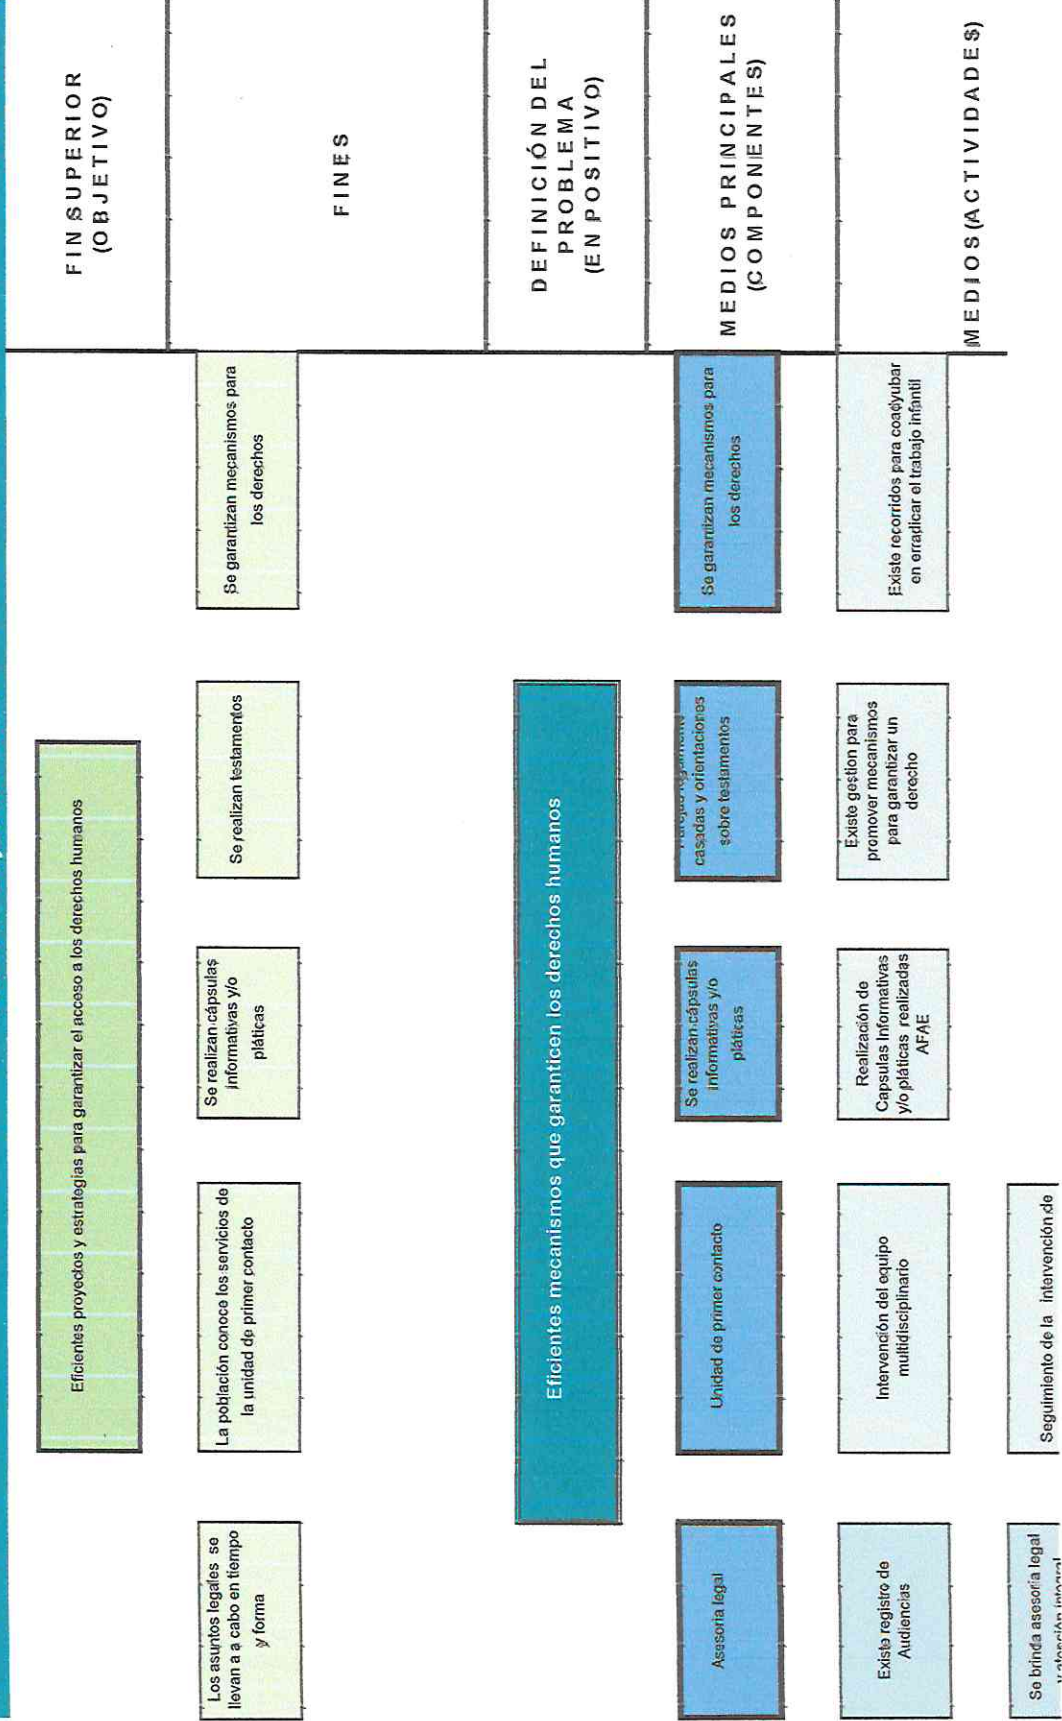 FIN SUPERIOR
(OBJETIVO)
Eficientes proyectos y estrategias para garantizar el acceso a los derechos humanos
FINES
Los asuntos legales se
llevan a a cabo en tiempo
y forma
La población conoce los servicios de
la unidad de primer contacto
Se realizan cápsulas
informativas y/o
pláticas
Se realizan testamentos
Se garantizan mecanismos para
los derechos
DEFINICIÓN DEL
PROBLEMA
(EN POSITIVO)
Eficientes mecanismos que garanticen los derechos humanos
MEDIOS PRINCIPALES
(COMPONENTES)
Asesoria legal
Unidad de primer contacto
Se realizan cápsulas
informativas y/o
pláticas
casadas y orientaciones
sobre testamentos
Se garantizan mecanismos para
los derechos
MEDIOS (ACTIVIDADES)
Existe registro de
Audiencias
Intervención del equipo
multidisciplinario
Realización de
Capsulas Informativas
y/o pláticas realizadas
AFAE
Existe gestion para
promover mecanismos
para garantizar un
derecho
Existe recorridos para coadyubar
en erradicar el trabajo infantil
Se brinda asesoria legal
Seguimiento de la intervención de